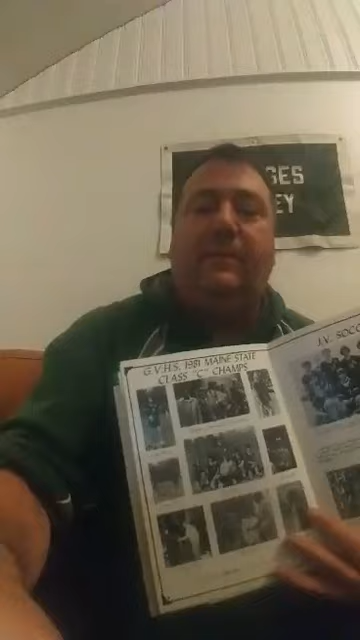 GES
EY
G.V.H.S. 1981 MAINE STATE
CLASS "C" CHAMPS
J.V. SOCC